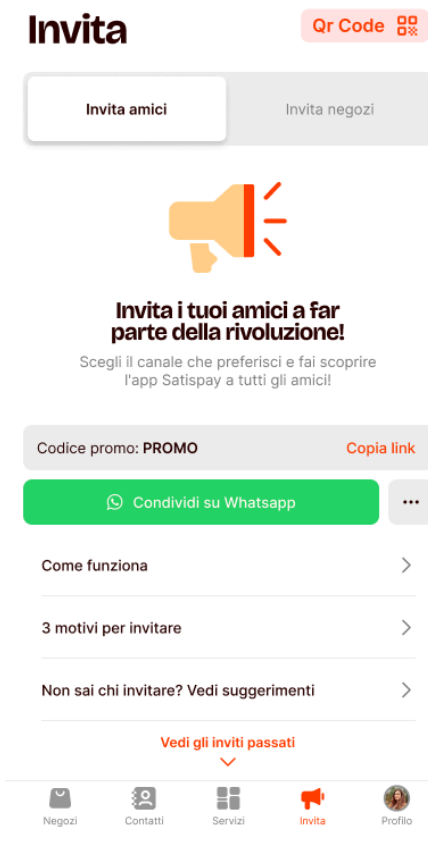 Invita
Qr Code
Invita amici
Invita negozi
Invita i tuoi amici a far
parte della rivoluzione!
Scegli il canale che preferisci e fai scoprire
l'app Satispay a tutti gli amici!
Codice promo: PROMO
Copia link
Condividi su Whatsapp
Come funziona
3 motivi per invitare
Non sai chi invitare? Vedi suggerimenti
Vedi gli inviti passati
Negozi
Contatti
Servizi
Invita
Profilo